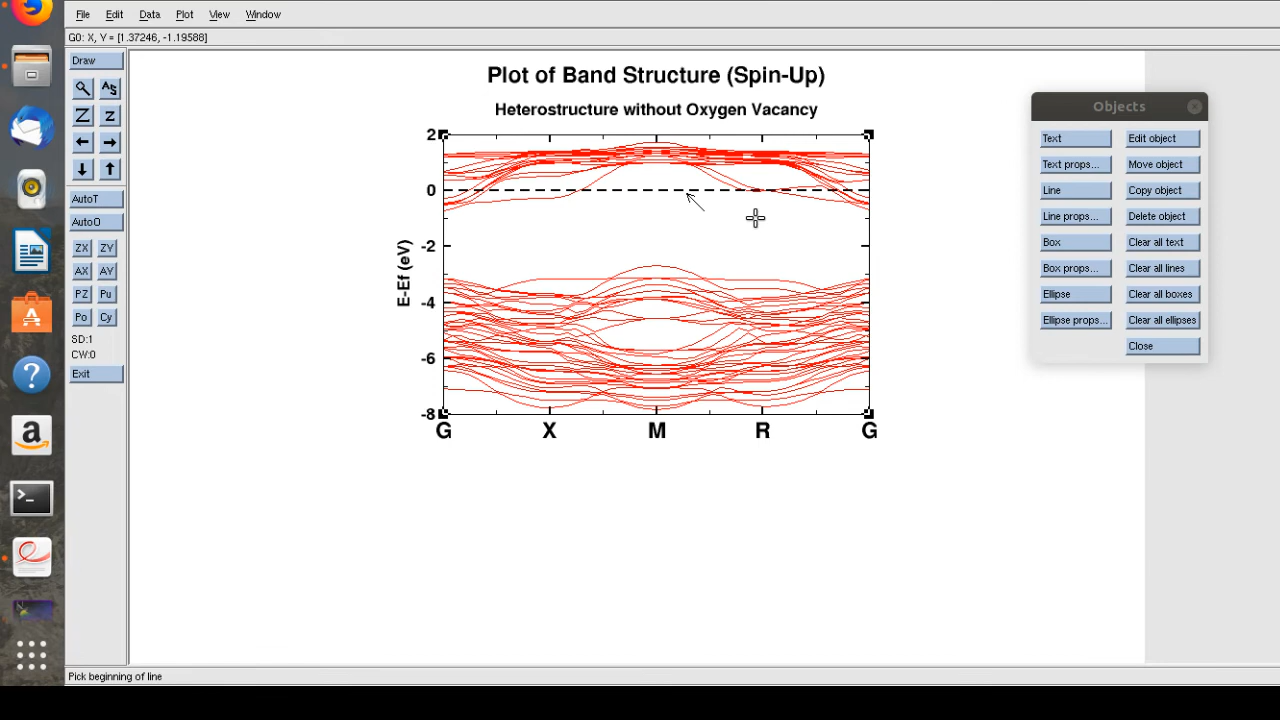 File Edit Data Plot View Window
G0: X, Y = [1.37246, -1.19588]
Draw
AS
Z z
AutoT
AutoO
ZX ZY
AX AY
PZ Pu
Po Cy
SD:1
CW:0
Exit
Plot of Band Structure (Spin-Up)
Heterostructure without Oxygen Vacancy
2
0
-2
-4
-6
-8
E-Ef (eV)
G X M R G
Objects
Text Edit object
Text props... Move object
Line Copy object
Line props... Delete object
Box Clear all text
Box props... Clear all lines
Ellipse Clear all boxes
Ellipse props... Clear all ellipses
Close
Pick beginning of line